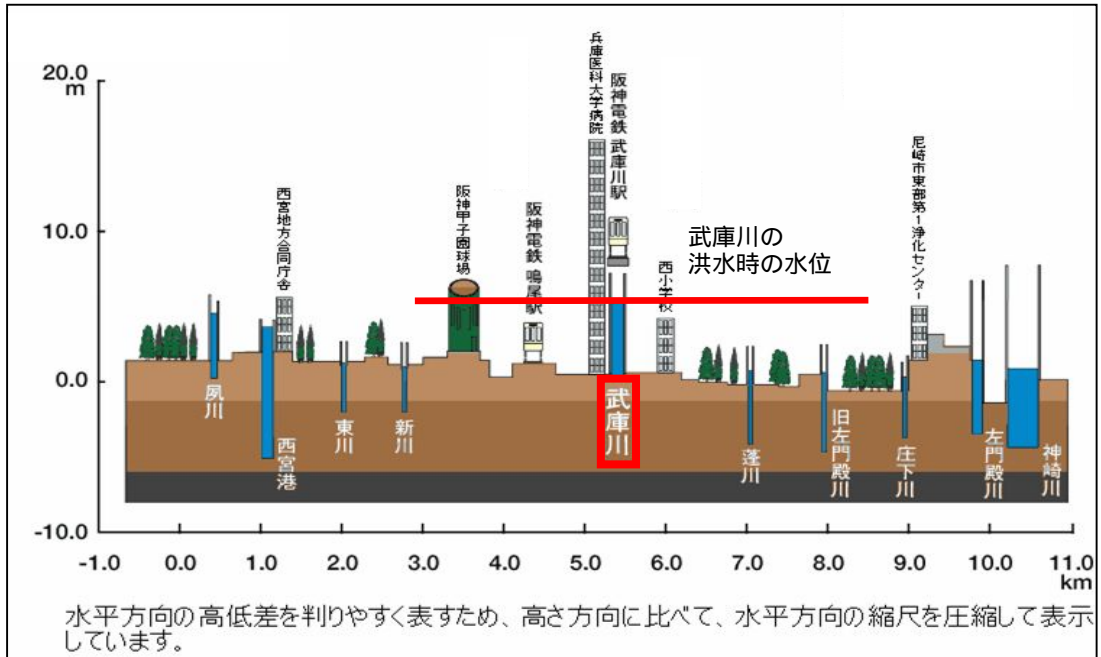 20.0
m
10.0
0.0
-10.0
-1.0 0.0 1.0 2.0 3.0 4.0 5.0 6.0 7.0 8.0 9.0 10.0 11.0
km
西宮地方合同庁舎
阪神甲子園球場
阪神電鉄 鳴尾駅
兵庫医科大学病院
阪神電鉄 武庫川駅
西小学校
尼崎市東部第1浄化センター
武庫川の
洪水時の水位
夙川
西宮港
東川
新川
武庫川
蓬川
旧左門殿川
庄下川
左門殿川
神崎川
水平方向の高低差を判りやすく表すため、高さ方向に比べて、水平方向の縮尺を圧縮して表示
しています。